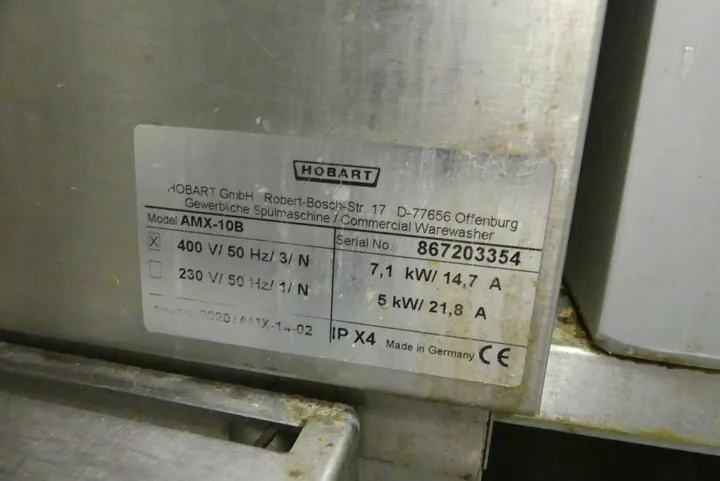 HOBART
HOBART GmbH Robert-Bosch-Str. 17 D-77656 Offenburg
Gewerbliche Spülmaschine / Commercial Warewasher
Model AMX-10B
Serial No. 867203354
X 400 V/ 50 Hz/ 3/ N
7,1 kW/ 14,7 A
230 V/ 50 Hz/ 1/ N
5 kW/ 21,8 A
IP X4 Made in Germany CE